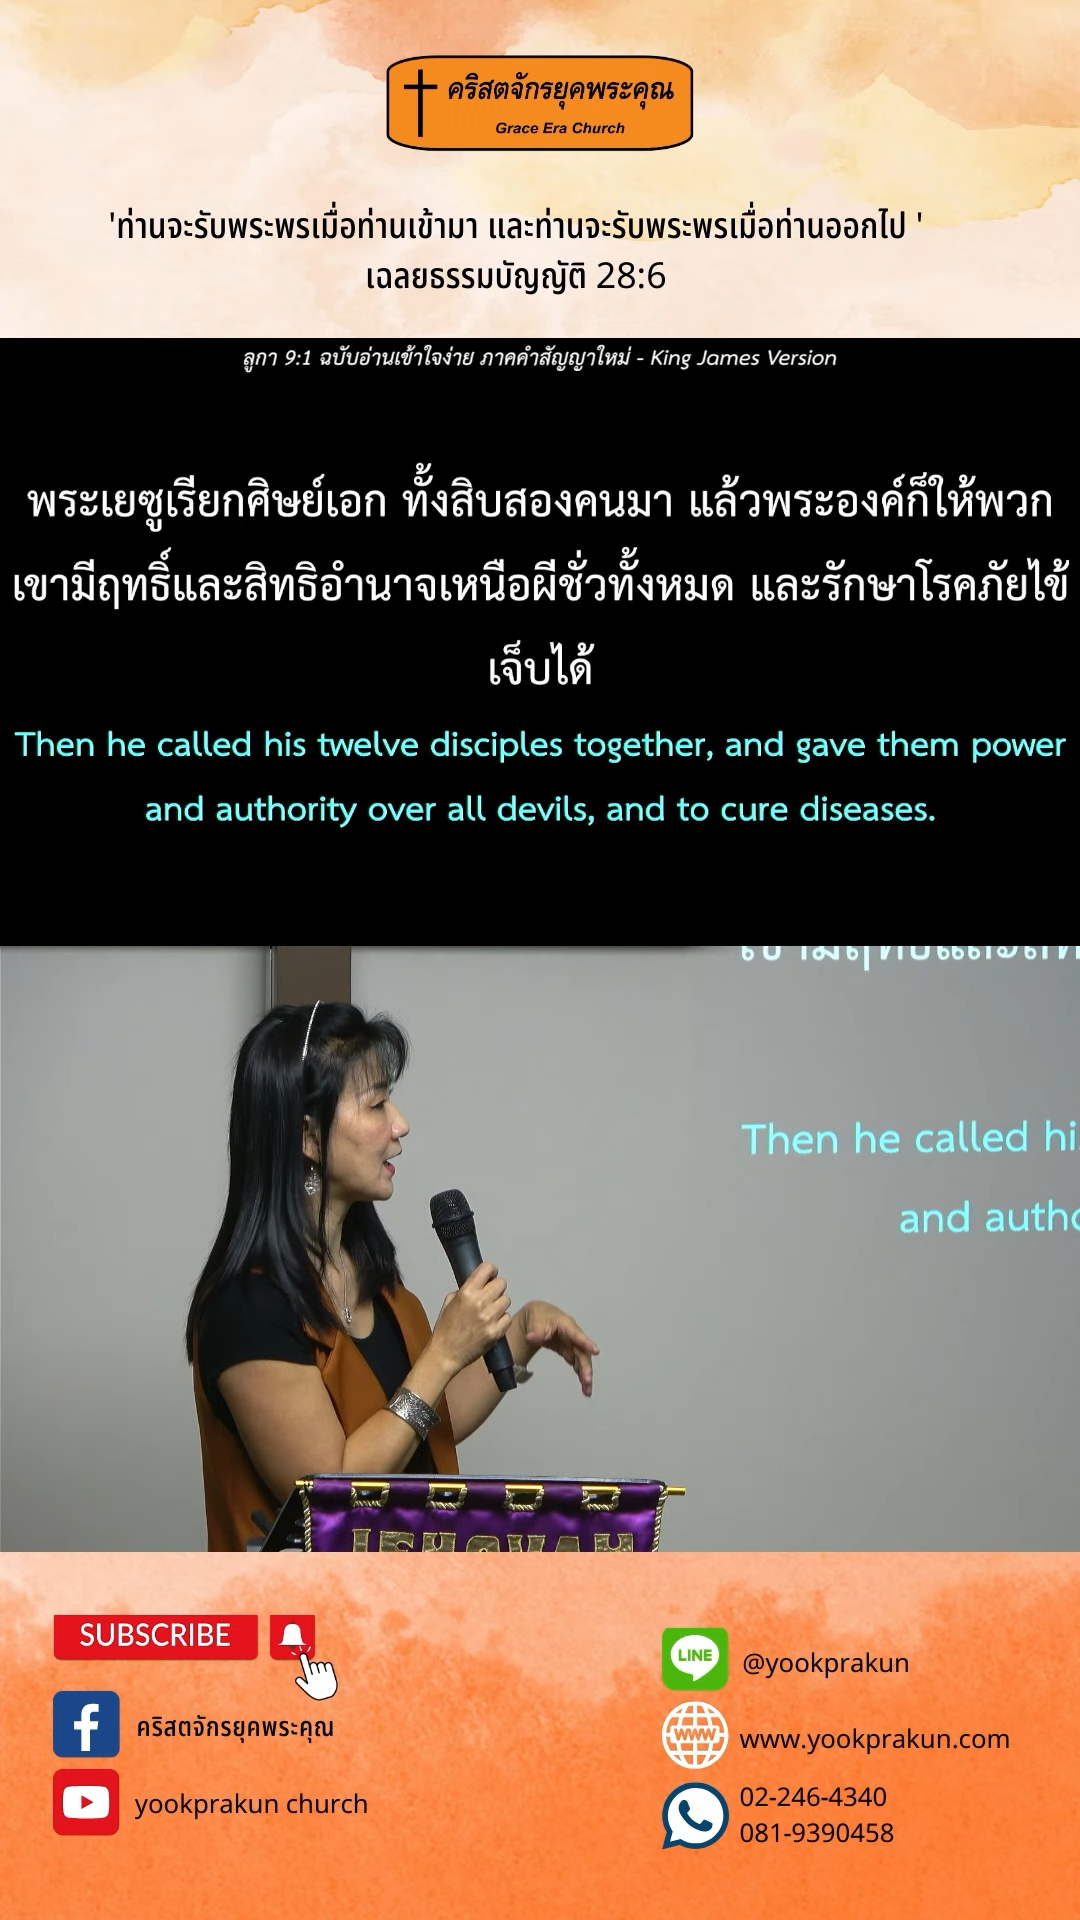 คริสตจักรยุคพระคุณ
Grace Era Church
'ท่านจะรับพระพรเมื่อท่านเข้ามา และท่านจะรับพระพรเมื่อท่านออกไป '
เฉลยธรรมบัญญัติ 28:6
ลูกา 9:1 ฉบับอ่านเข้าใจง่าย ภาคคำสัญญาใหม่ - King James Version
พระเยซูเรียกศิษย์เอก ทั้งสิบสองคนมา แล้วพระองค์ก็ให้พวก
เขามีฤทธิ์และสิทธิอำนาจเหนือผีชั่วทั้งหมด และรักษาโรคภัยไข้
เจ็บได้
Then he called his twelve disciples together, and gave them power
and authority over all devils, and to cure diseases.
Then he called hi
and autho
JEHOVAH
SUBSCRIBE
คริสตจักรยุคพระคุณ
yookprakun church
LINE
@yookprakun
www
www.yookprakun.com
02-246-4340
081-9390458